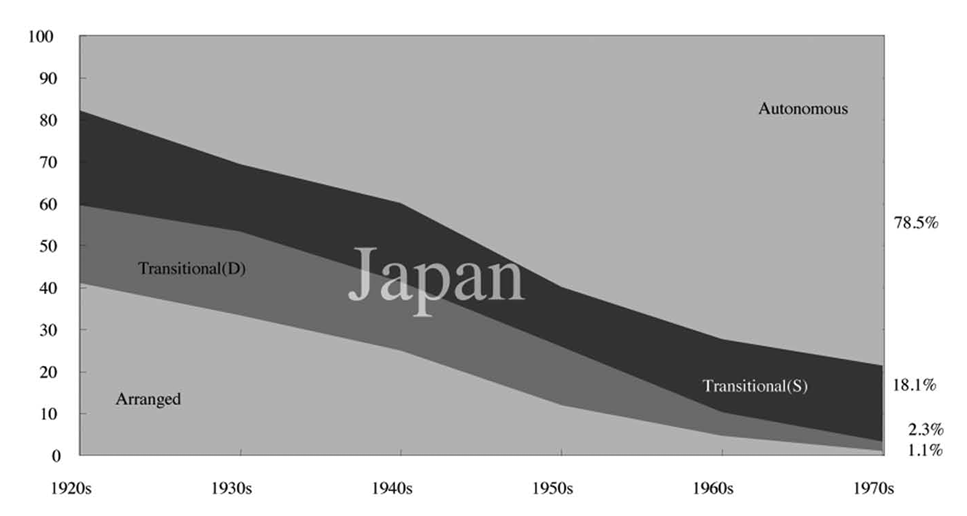 100
90
80
70
60
50
40
30
20
10
0
Autonomous
78.5%
Transitional(D)
Japan
Transitional(S)
18.1%
Arranged
2.3%
1.1%
1920s 1930s 1940s 1950s 1960s 1970s